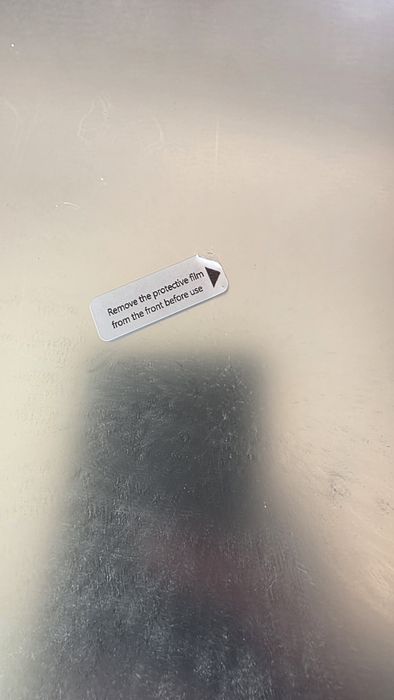 Remove the protective film
from the front before use